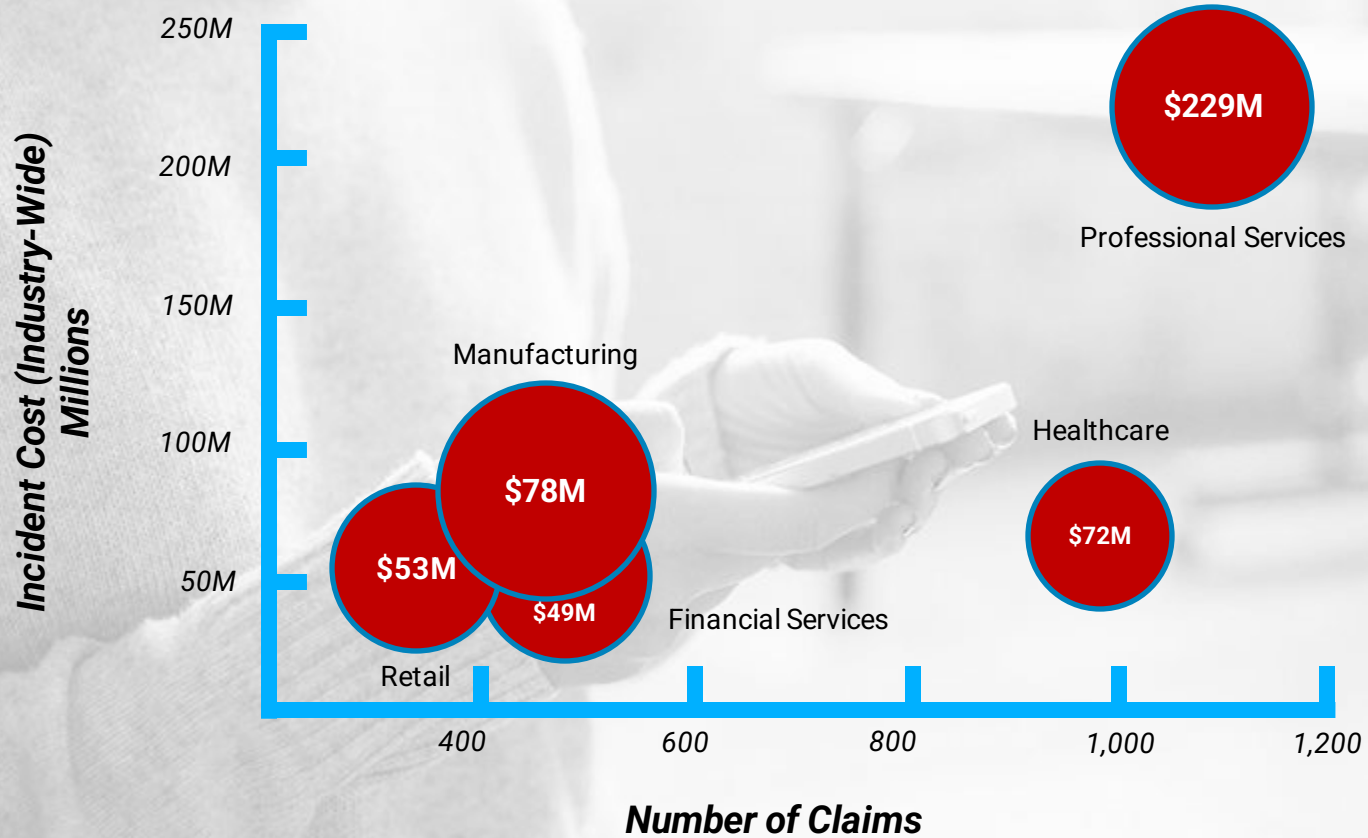 250M
200M
150M
100M
50M
Incident Cost (Industry-Wide)
Millions
$229M
Professional Services
Manufacturing
$78M
Healthcare
$72M
$53M
$49M
Financial Services
Retail
400
600
800
1,000
1,200
Number of Claims